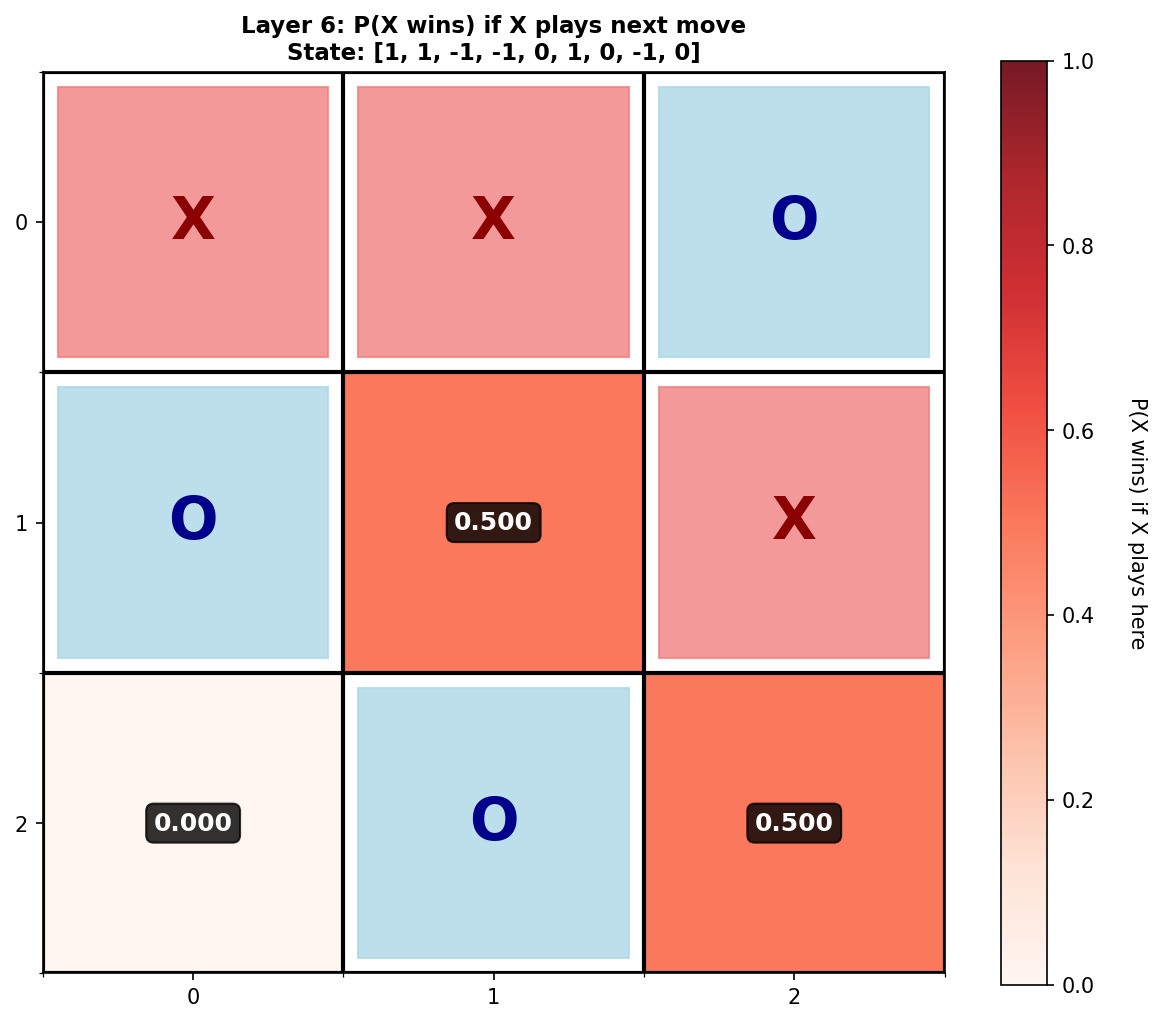 Layer 6: P(X wins) if X plays next move
State: [1, 1, -1, -1, 0, 1, 0, -1, 0]
0
X
X
O
1
O
0.500
X
2
0.000
O
0.500
0
1
2
1.0
0.8
0.6
0.4
0.2
0.0
P(X wins) if X plays here